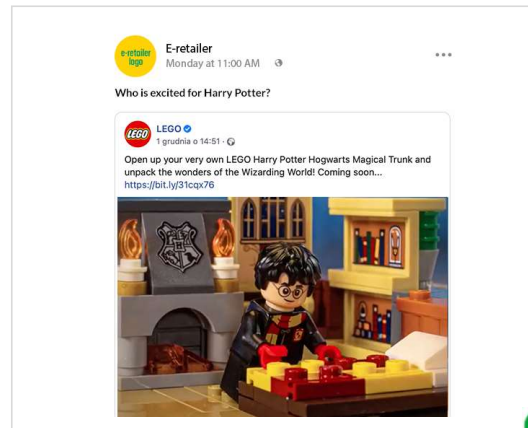 e-retailer
logo
E-retailer
Monday at 11:00 AM
Who is excited for Harry Potter?
LEGO
LEGO
1 grudnia o 14:51 ·
Open up your very own LEGO Harry Potter Hogwarts Magical Trunk and
unpack the wonders of the Wizarding World! Coming soon...
https://bit.ly/31cqx76